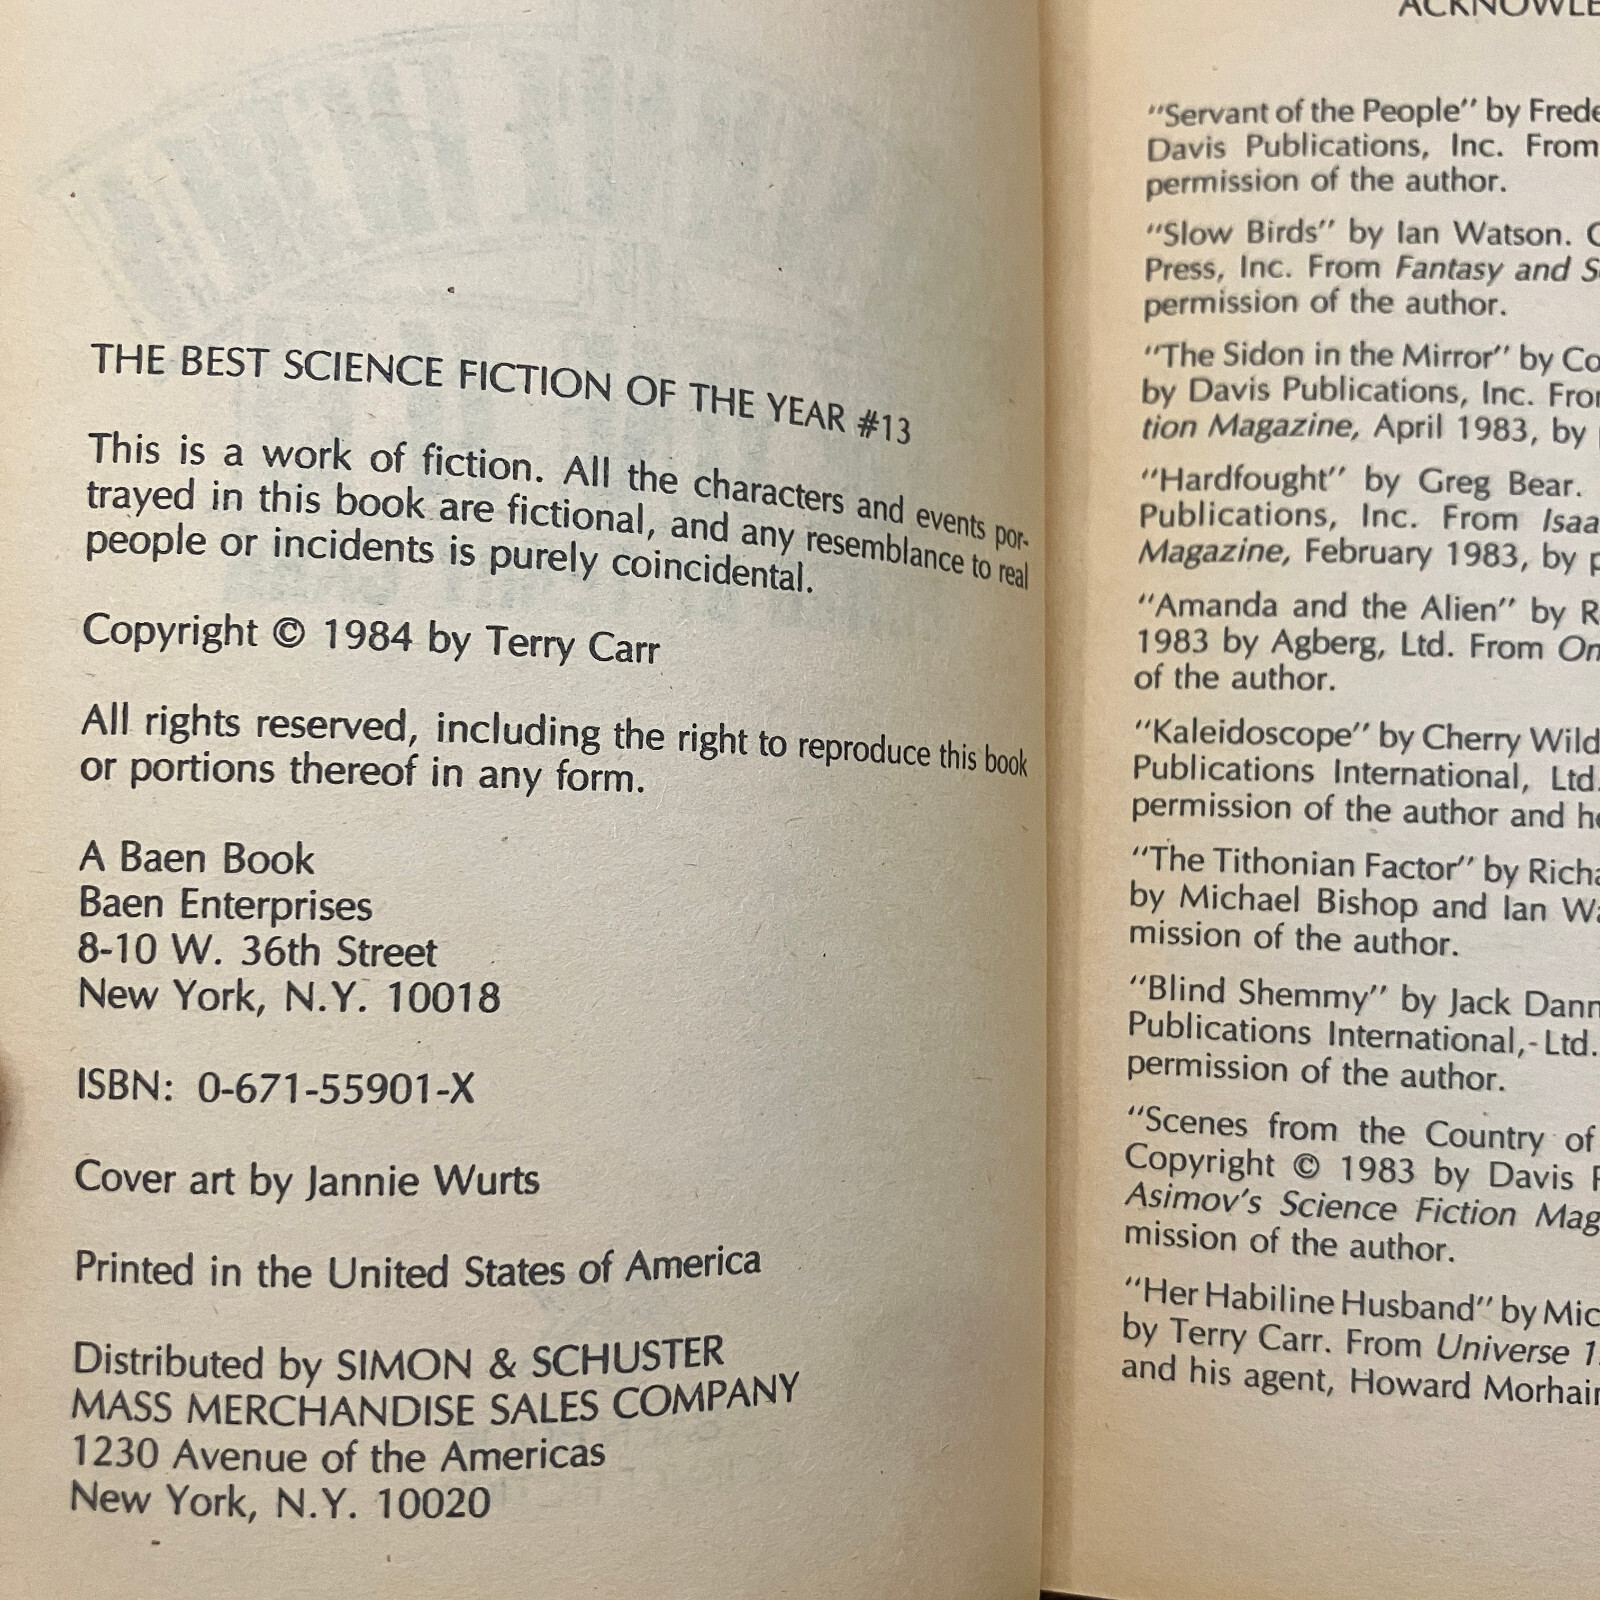 THE BEST SCIENCE FICTION OF THE YEAR #13
This is a work of fiction. All the characters and events por-
trayed in this book are fictional, and any resemblance to real
people or incidents is purely coincidental.
Copyright © 1984 by Terry Carr
All rights reserved, including the right to reproduce this book
or portions thereof in any form.
A Baen Book
Baen Enterprises
8-10 W. 36th Street
New York, N.Y. 10018
ISBN: 0-671-55901-X
Cover art by Jannie Wurts
Printed in the United States of America
Distributed by SIMON & SCHUSTER
MASS MERCHANDISE SALES COMPANY
1230 Avenue of the Americas
New York, N.Y. 10020
"Servant of the People" by
Davis Publications, Inc. From
permission of the author.
"Slow Birds" by Ian Watson.
Press, Inc. From Fantasy and
permission of the author.
"The Sidon in the Mirror" by
by Davis Publications, Inc.
tion Magazine, April 1983, by
"Hardfought" by Greg Bear.
Publications, Inc. From
Magazine, February 1983, by
"Amanda and the Alien" by
1983 by Agberg, Ltd. From
of the author.
"Kaleidoscope" by Cherry
Publications International, Ltd.
permission of the author and
"The Tithonian Factor" by
by Michael Bishop and Ian
mission of the author.
"Blind Shemmy" by Jack
Publications International, Ltd.
permission of the author.
"Scenes from the Country of
Copyright © 1983 by Davis
Asimov's Science Fiction
mission of the author.
"Her Habiline Husband" by
by Terry Carr. From Universe
and his agent, Howard